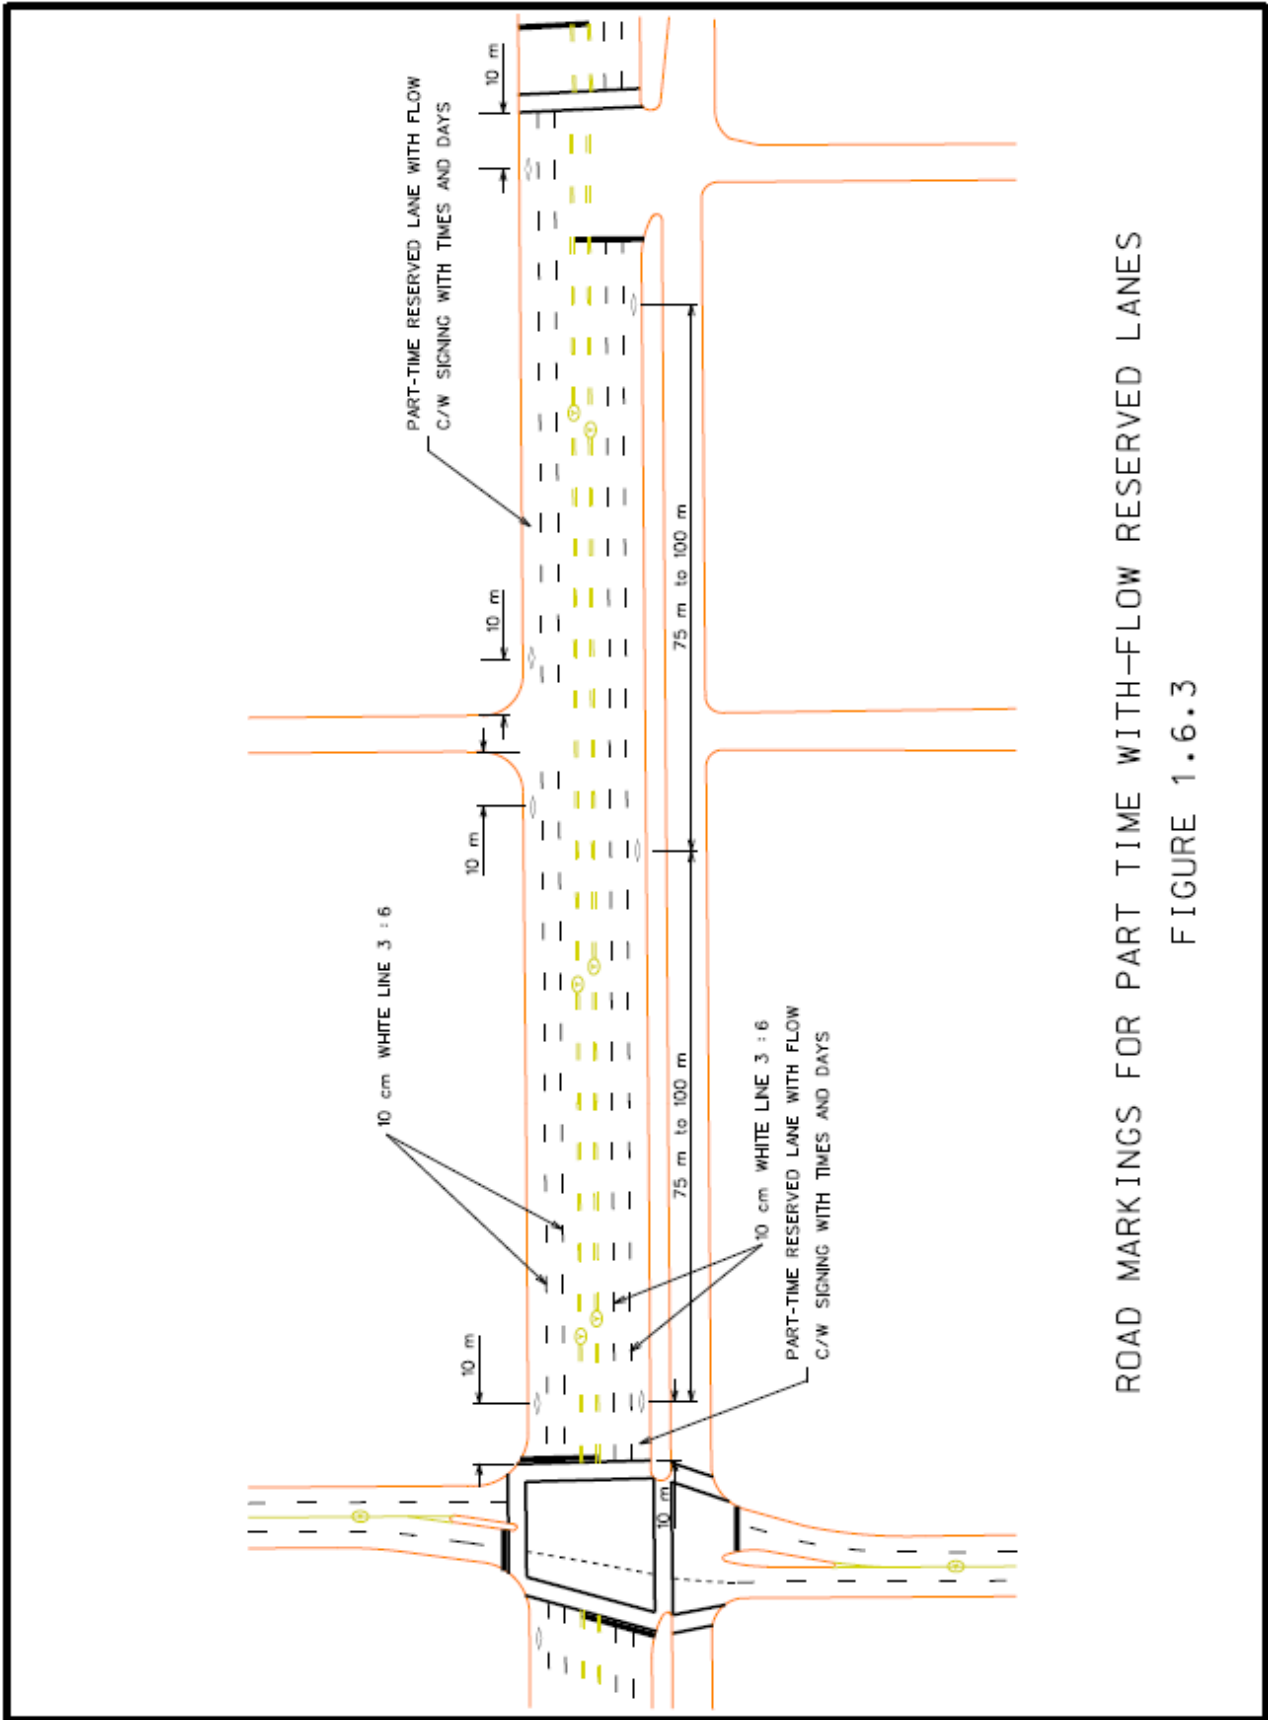 PART-TIME RESERVED LANE WITH FLOW
C/W SIGNING WITH TIMES AND DAYS
10 m
10 m
10 m
10 m
10 cm WHITE LINE 3 : 6
75 m to 100 m
75 m to 100 m
10 m
10 cm WHITE LINE 3 : 6
PART-TIME RESERVED LANE WITH FLOW
C/W SIGNING WITH TIMES AND DAYS
ROAD MARKINGS FOR PART TIME WITH-FLOW RESERVED LANES
FIGURE 1.6.3